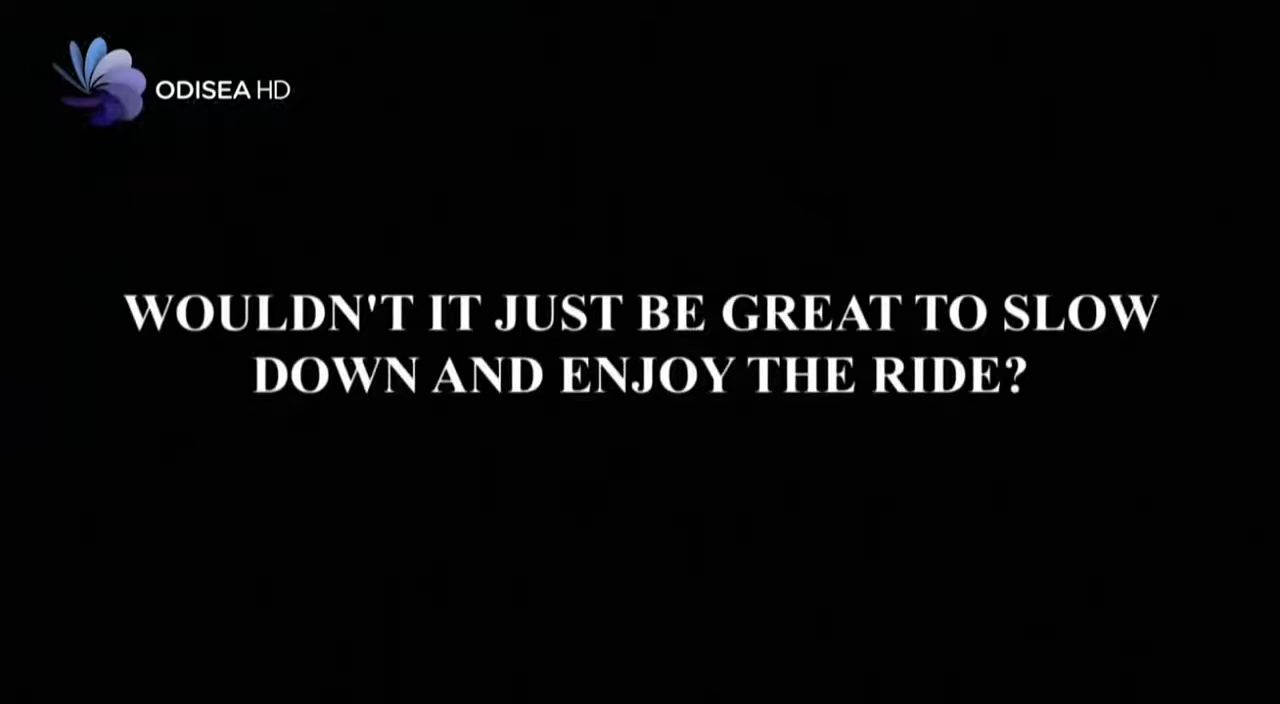 ODISEA HD
WOULDN'T IT JUST BE GREAT TO SLOW
DOWN AND ENJOY THE RIDE?